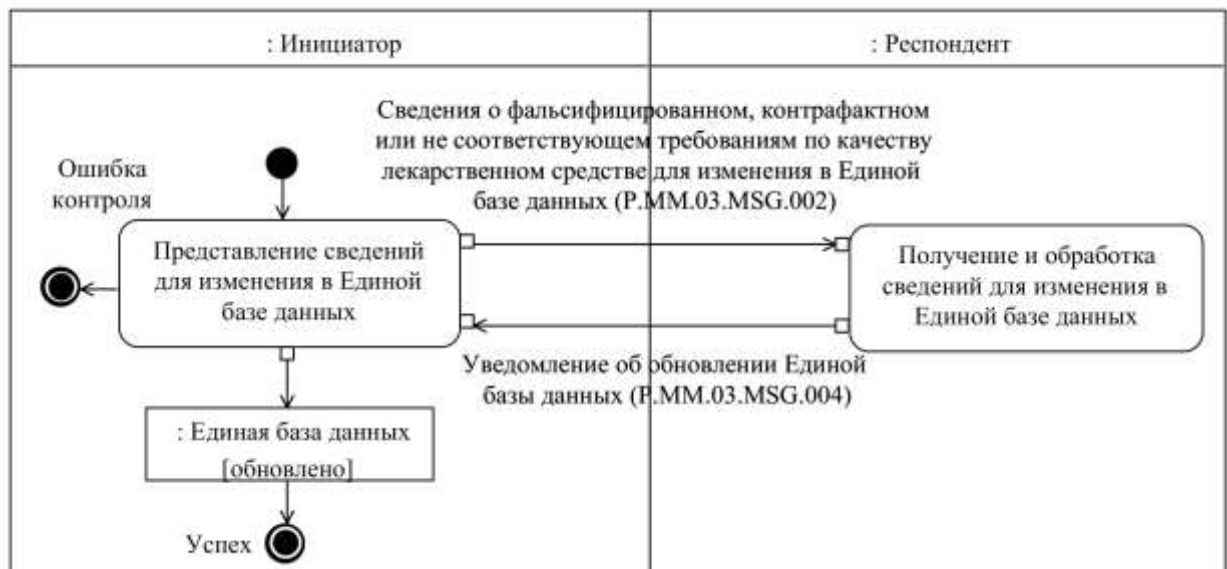 : Инициатор
: Респондент
Сведения о фальсифицированном, контрафактном
или не соответствующем требованиям по качеству
лекарственном средстве для изменения в Единой
базе данных (P.MM.03.MSG.002)
Ошибка
контроля
Представление сведений
для изменения в Единой
базе данных
Получение и обработка
сведений для изменения в
Единой базе данных
Уведомление об обновлении Единой
базы данных (P.MM.03.MSG.004)
: Единая база данных
[обновлено]
Успех